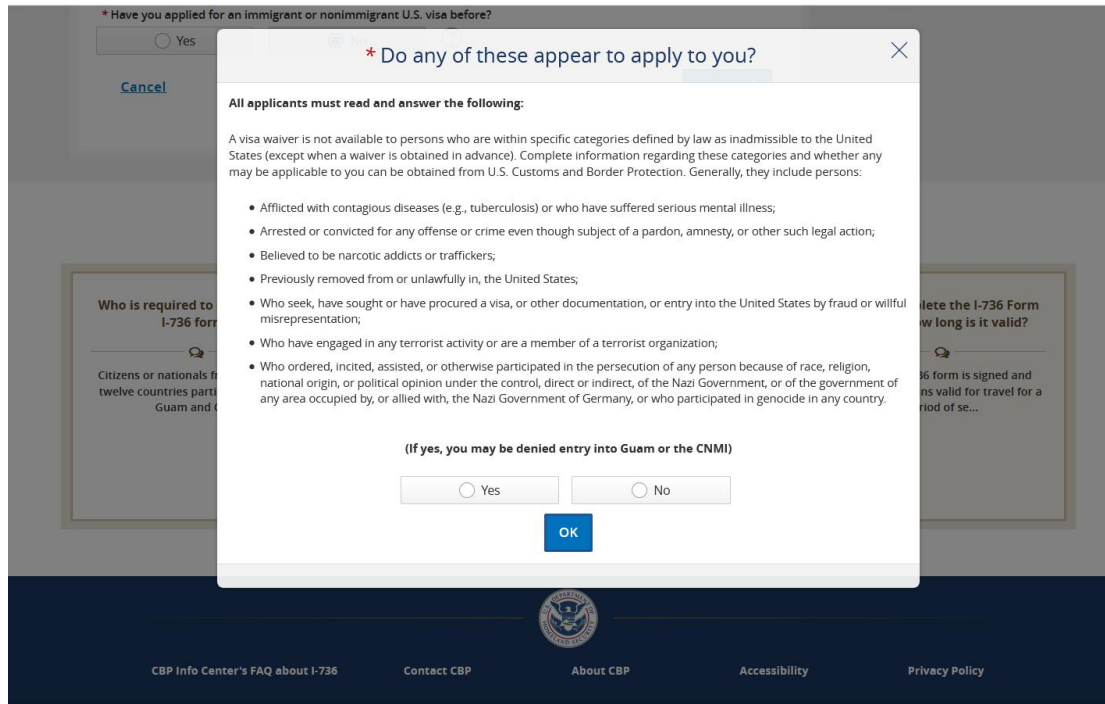 * Have you applied for an immigrant or nonimmigrant U.S. visa before?
Yes
Cancel
* Do any of these appear to apply to you?
All applicants must read and answer the following:
A visa waiver is not available to persons who are within specific categories defined by law as inadmissible to the United
States (except when a waiver is obtained in advance). Complete information regarding these categories and whether any
may be applicable to you can be obtained from U.S. Customs and Border Protection. Generally, they include persons:
• Afflicted with contagious diseases (e.g., tuberculosis) or who have suffered serious mental illness;
• Arrested or convicted for any offense or crime even though subject of a pardon, amnesty, or other such legal action;
• Believed to be narcotic addicts or traffickers;
• Previously removed from or unlawfully in, the United States;
• Who seek, have sought or have procured a visa, or other documentation, or entry into the United States by fraud or willful
misrepresentation;
• Who have engaged in any terrorist activity or are a member of a terrorist organization;
• Who ordered, incited, assisted, or otherwise participated in the persecution of any person because of race, religion,
national origin, or political opinion under the control, direct or indirect, of the Nazi Government, or of the government of
any area occupied by, or allied with, the Nazi Government of Germany, or who participated in genocide in any country.
(If yes, you may be denied entry into Guam or the CNMI)
Yes No
OK
Who is required to
I-736 for
Citizens or nationals
twelve countries parti
Guam and
lete the I-736 Form
w long is it valid?
36 form is signed and
ns valid for travel for a
riod of se...
CBP Info Center's FAQ about I-736 Contact CBP About CBP Accessibility Privacy Policy